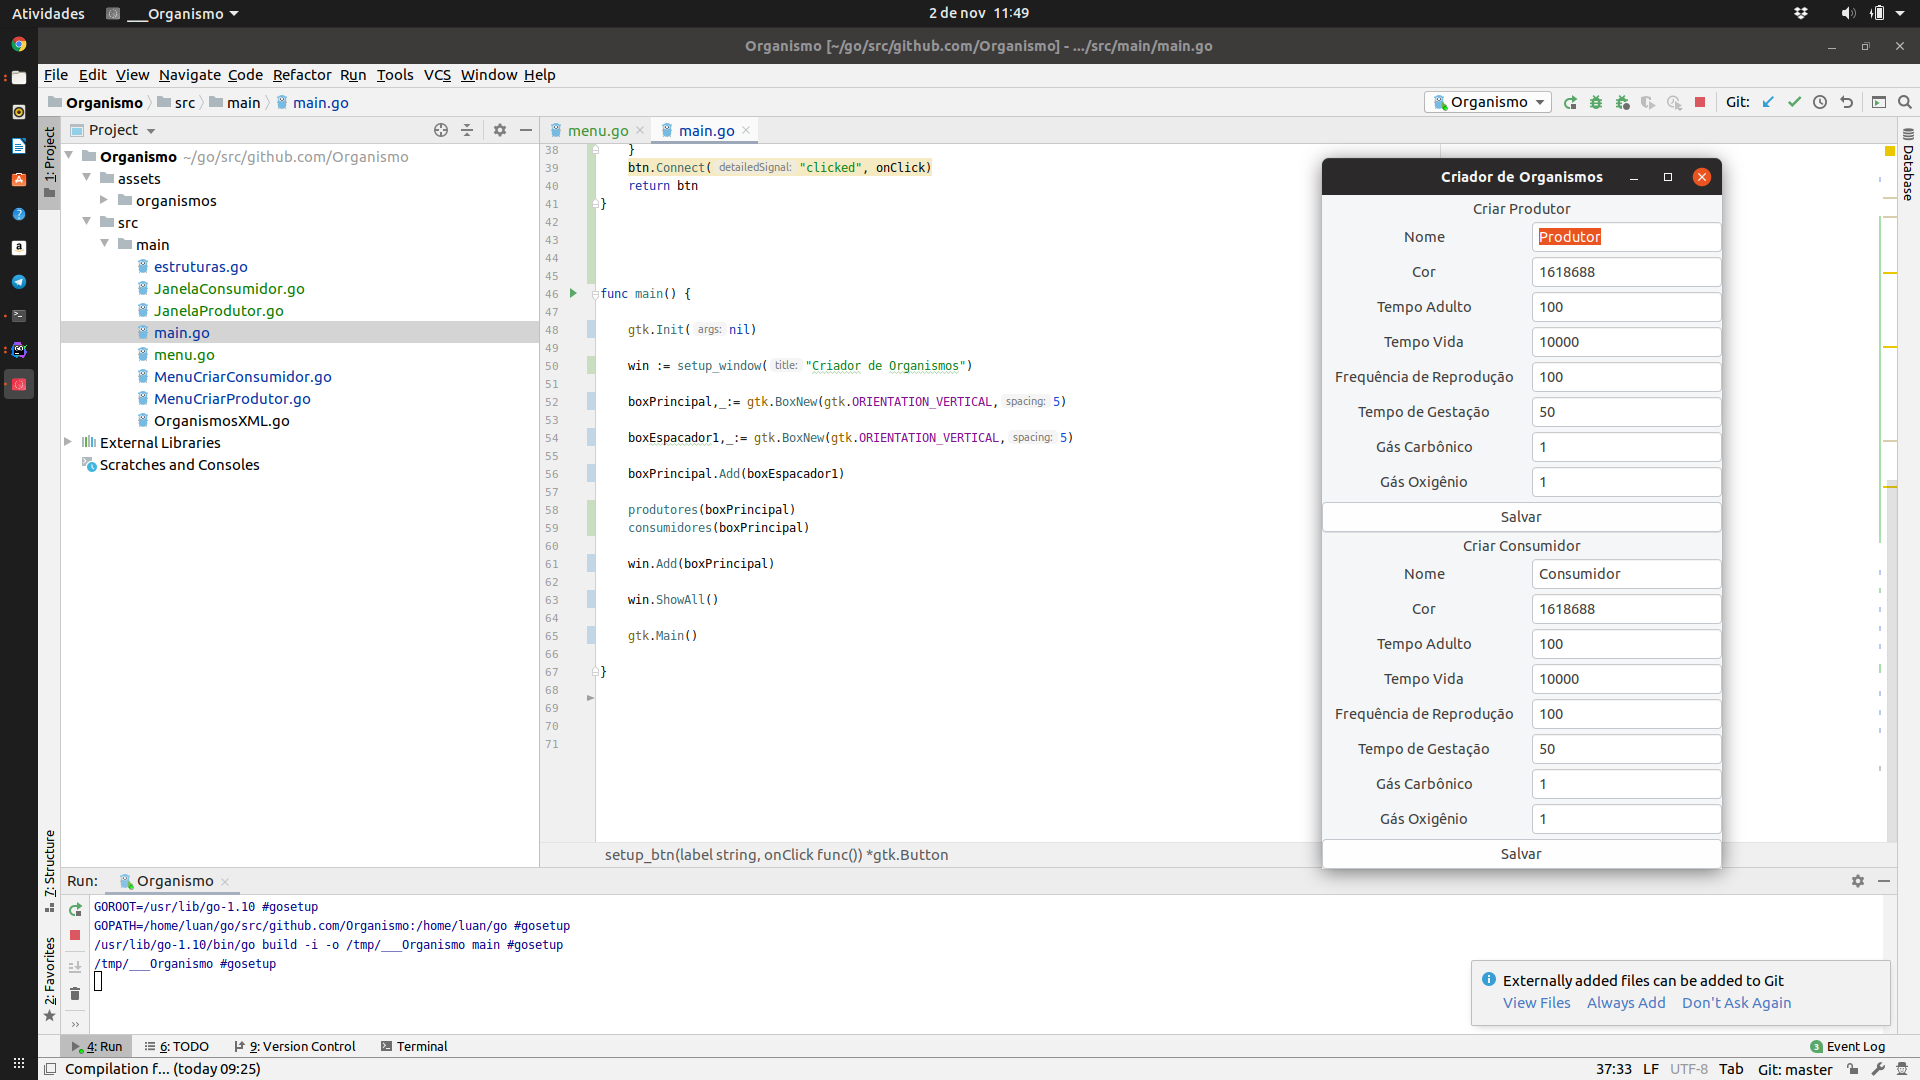 Atividades
___Organismo
2 de nov 11:49
Organismo [~/go/src/github.com/Organismo] - .../src/main/main.go
File Edit View Navigate Code Refactor Run Tools VCS Window Help
Organismo src main main.go
Organismo
Git:
1: Project
Project
Organismo ~/go/src/github.com/Organismo
assets
organismos
src
main
estruturas.go
JanelaConsumidor.go
JanelaProdutor.go
main.go
menu.go
MenuCriarConsumidor.go
MenuCriarProdutor.go
OrganismosXML.go
External Libraries
Scratches and Consoles
7: Structure
2: Favorites
menu.go main.go
38 }
39 btn.Connect( detailedSignal: "clicked", onClick)
40 return btn
41 }
42
43
44
45
46 func main() {
47
48 gtk.Init( args: nil)
49
50 win := setup_window( title: "Criador de Organismos")
51
52 boxPrincipal,_:= gtk.BoxNew(gtk.ORIENTATION_VERTICAL, spacing: 5)
53
54 boxEspacador1,_:= gtk.BoxNew(gtk.ORIENTATION_VERTICAL, spacing: 5)
55
56 boxPrincipal.Add(boxEspacador1)
57
58 produtores(boxPrincipal)
59 consumidores(boxPrincipal)
60
61 win.Add(boxPrincipal)
62
63 win.ShowAll()
64
65 gtk.Main()
66
67 }
68
69
70
71
setup_btn(label string, onClick func()) *gtk.Button
Database
Criador de Organismos
Criar Produtor
Nome Produtor
Cor 1618688
Tempo Adulto 100
Tempo Vida 10000
Frequência de Reprodução 100
Tempo de Gestação 50
Gás Carbônico 1
Gás Oxigênio 1
Salvar
Criar Consumidor
Nome Consumidor
Cor 1618688
Tempo Adulto 100
Tempo Vida 10000
Frequência de Reprodução 100
Tempo de Gestação 50
Gás Carbônico 1
Gás Oxigênio 1
Salvar
Run: Organismo
GOROOT=/usr/lib/go-1.10 #gosetup
GOPATH=/home/luan/go/src/github.com/Organismo:/home/luan/go #gosetup
/usr/lib/go-1.10/bin/go build -i -o /tmp/___Organismo main #gosetup
/tmp/___Organismo #gosetup
Externally added files can be added to Git
View Files Always Add Don't Ask Again
4: Run 6: TODO 9: Version Control Terminal
3 Event Log
Compilation f... (today 09:25)
37:33 LF UTF-8 Tab Git: master